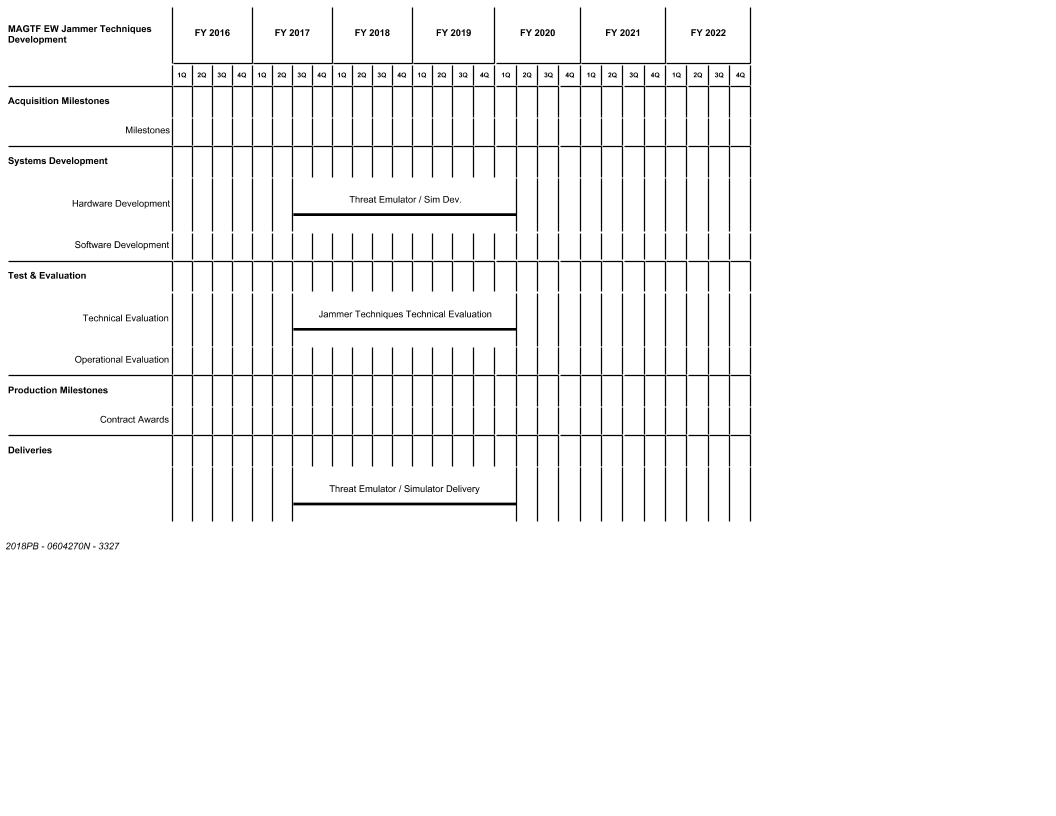 MAGTF EW Jammer Techniques
Development
FY 2016 FY 2017 FY 2018 FY 2019 FY 2020 FY 2021 FY 2022
1Q 2Q 3Q 4Q 1Q 2Q 3Q 4Q 1Q 2Q 3Q 4Q 1Q 2Q 3Q 4Q 1Q 2Q 3Q 4Q 1Q 2Q 3Q 4Q 1Q 2Q 3Q 4Q
Acquisition Milestones
Milestones
Systems Development
Threat Emulator / Sim Dev.
Hardware Development
Software Development
Test & Evaluation
Jammer Techniques Technical Evaluation
Technical Evaluation
Operational Evaluation
Production Milestones
Contract Awards
Deliveries
Threat Emulator / Simulator Delivery
2018PB - 0604270N - 3327